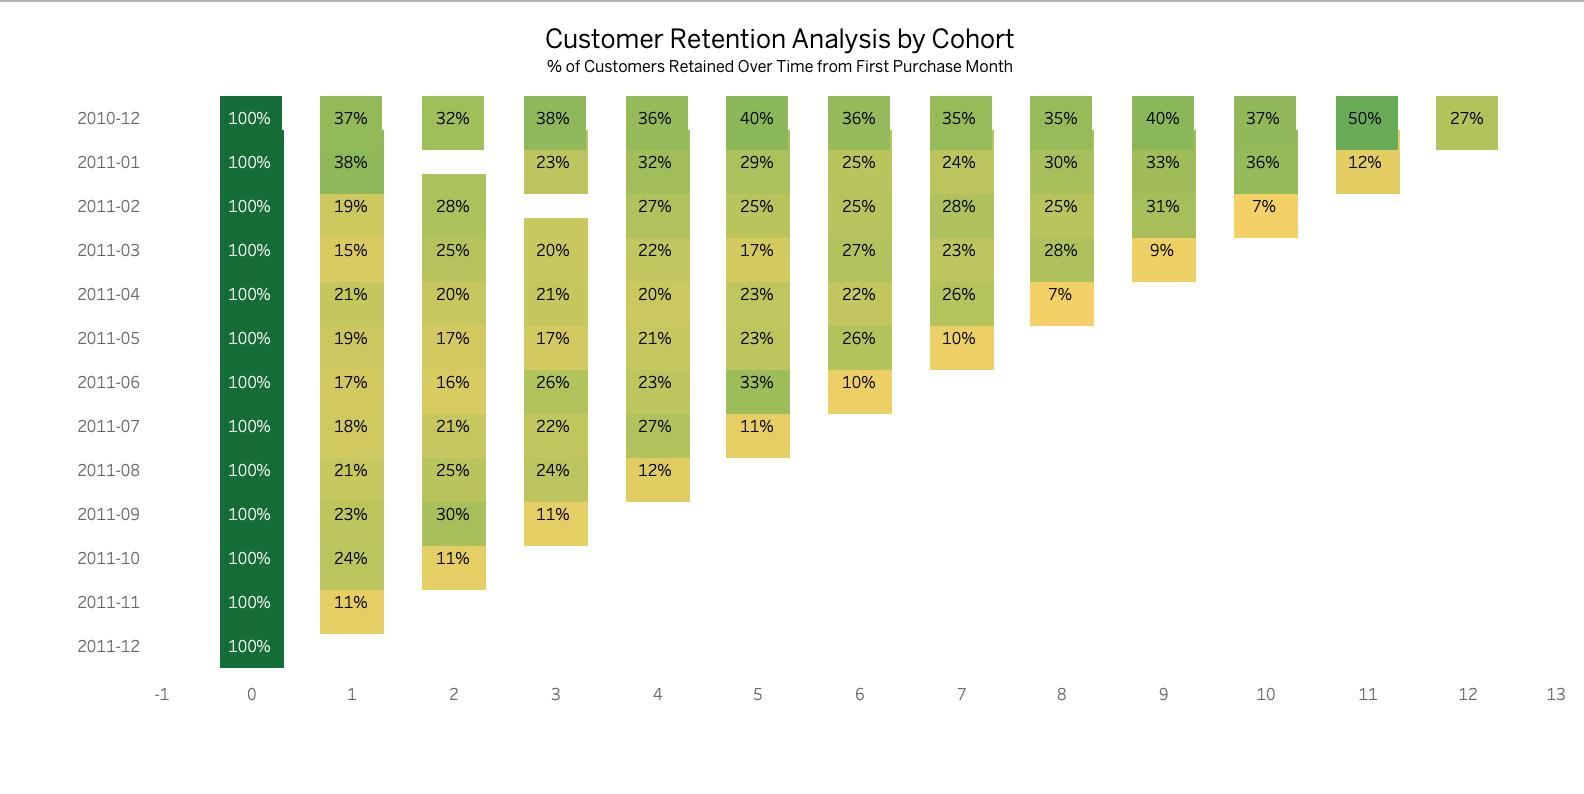 Customer Retention Analysis by Cohort
% of Customers Retained Over Time from First Purchase Month
2010-12 100% 37% 32% 38% 36% 40% 36% 35% 35% 40% 37% 50% 27%
2011-01 100% 38% 23% 32% 29% 25% 24% 30% 33% 36% 12%
2011-02 100% 19% 28% 27% 25% 25% 28% 25% 31% 7%
2011-03 100% 15% 25% 20% 22% 17% 27% 23% 28% 9%
2011-04 100% 21% 20% 21% 20% 23% 22% 26% 7%
2011-05 100% 19% 17% 17% 21% 23% 26% 10%
2011-06 100% 17% 16% 26% 23% 33% 10%
2011-07 100% 18% 21% 22% 27% 11%
2011-08 100% 21% 25% 24% 12%
2011-09 100% 23% 30% 11%
2011-10 100% 24% 11%
2011-11 100% 11%
2011-12 100%
-1 0 1 2 3 4 5 6 7 8 9 10 11 12 13